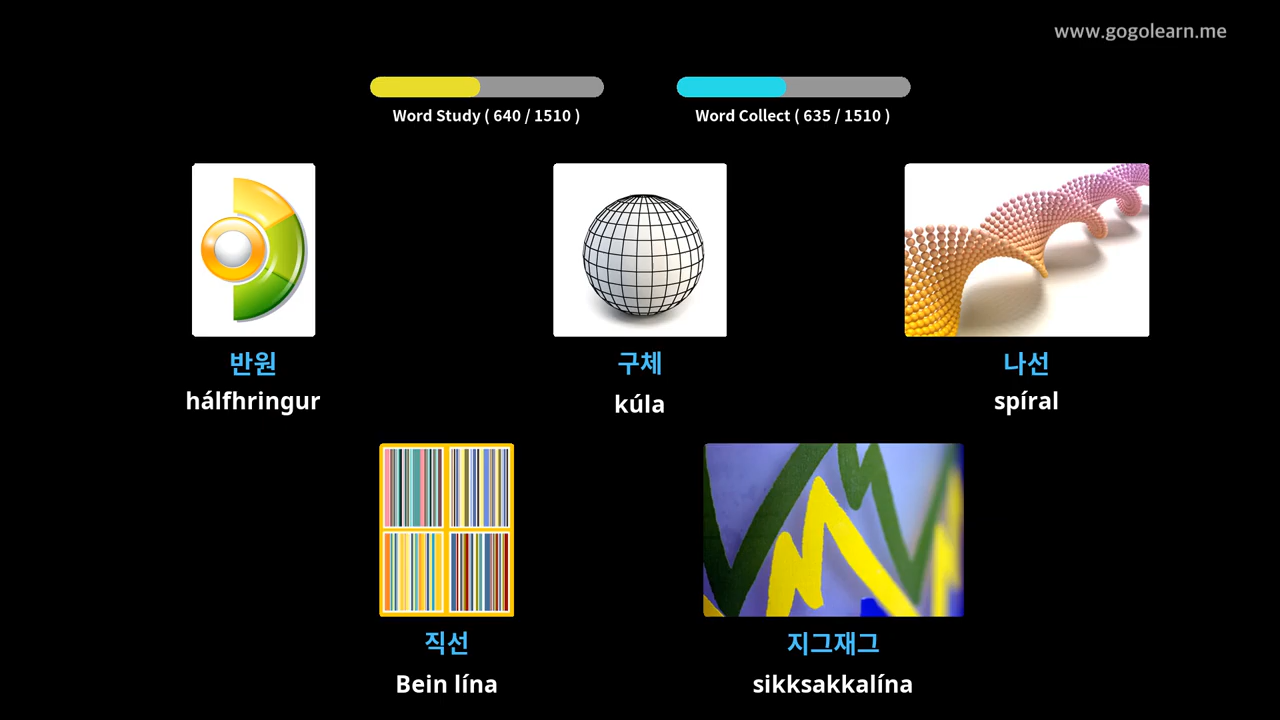 www.gogolearn.me
Word Study ( 640 / 1510 )
Word Collect ( 635 / 1510 )
반원
hálfhringur
구체
kúla
나선
spíral
직선
Bein lína
지그재그
sikksakkalína